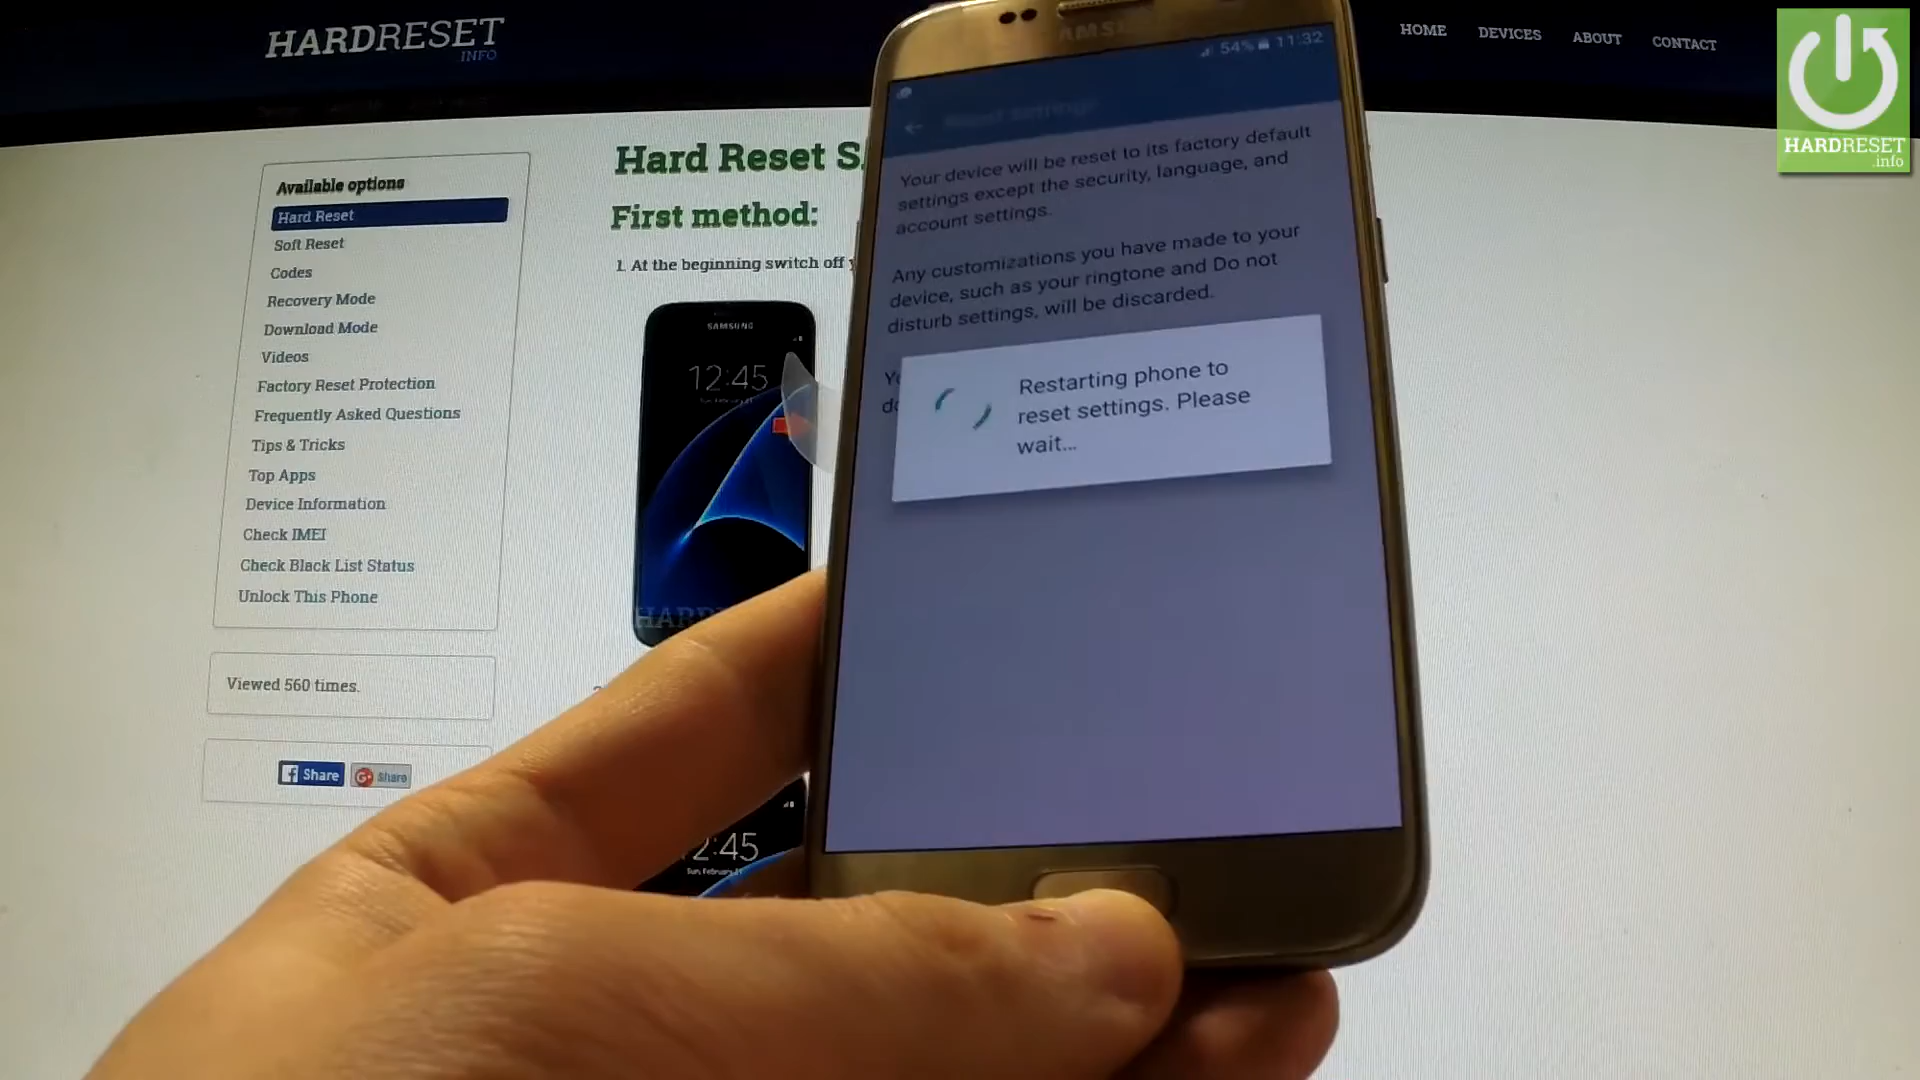 HARDRESET
INFO
HOME DEVICES ABOUT CONTACT
HARDRESET
.info
Available options
Hard Reset
Soft Reset
Codes
Recovery Mode
Download Mode
Videos
Factory Reset Protection
Frequently Asked Questions
Tips & Tricks
Top Apps
Device Information
Check IMEI
Check Black List Status
Unlock This Phone
Viewed 560 times.
Share
Share
Hard Reset S
First method:
1. At the beginning switch off
SAMSUNG
12:45
HARD
2:45
Sun, February
54% 11:32
Reset settings
Your device will be reset to its factory default
settings except the security, language, and
account settings.
Any customizations you have made to your
device, such as your ringtone and Do not
disturb settings, will be discarded.
Restarting phone to
reset settings. Please
wait...